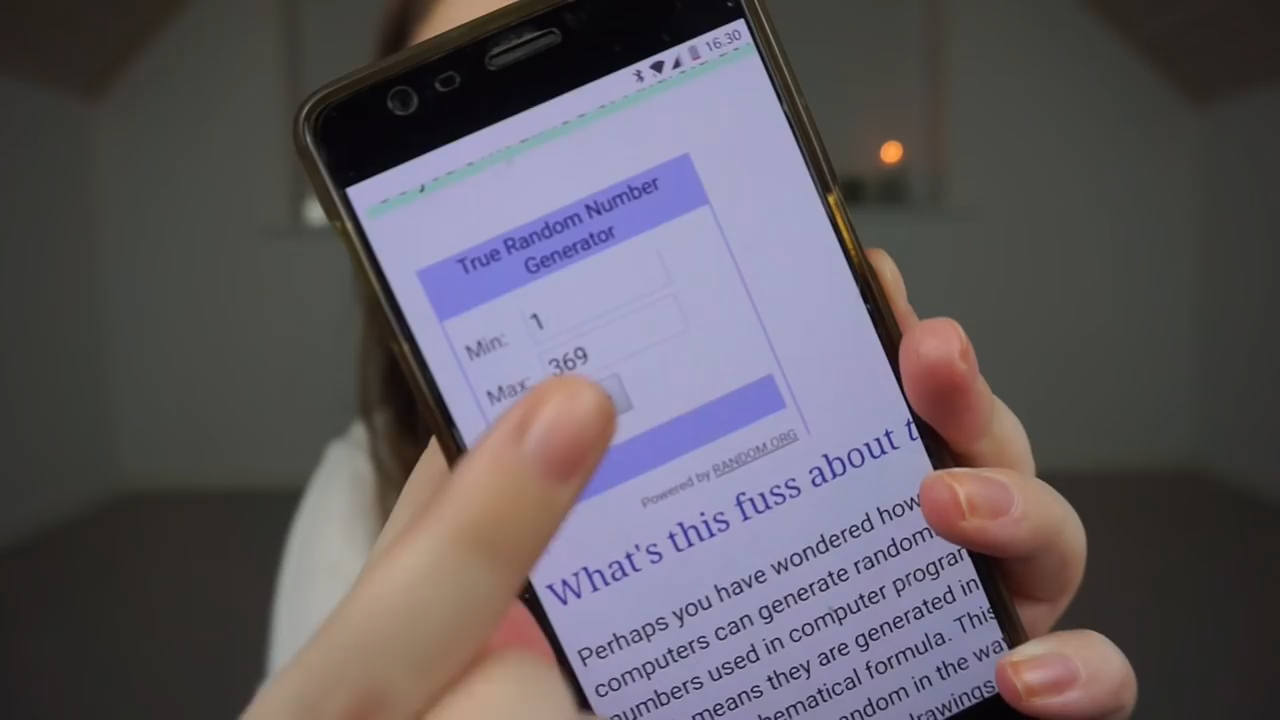 16:30
True Random Number
Generator
Min: 1
Max: 369
Powered by RANDOM.ORG
What's this fuss about t
Perhaps you have wondered how
computers can generate random
numbers used in computer program
means they are generated in
hematical formula. This
andom in the wa
drawings